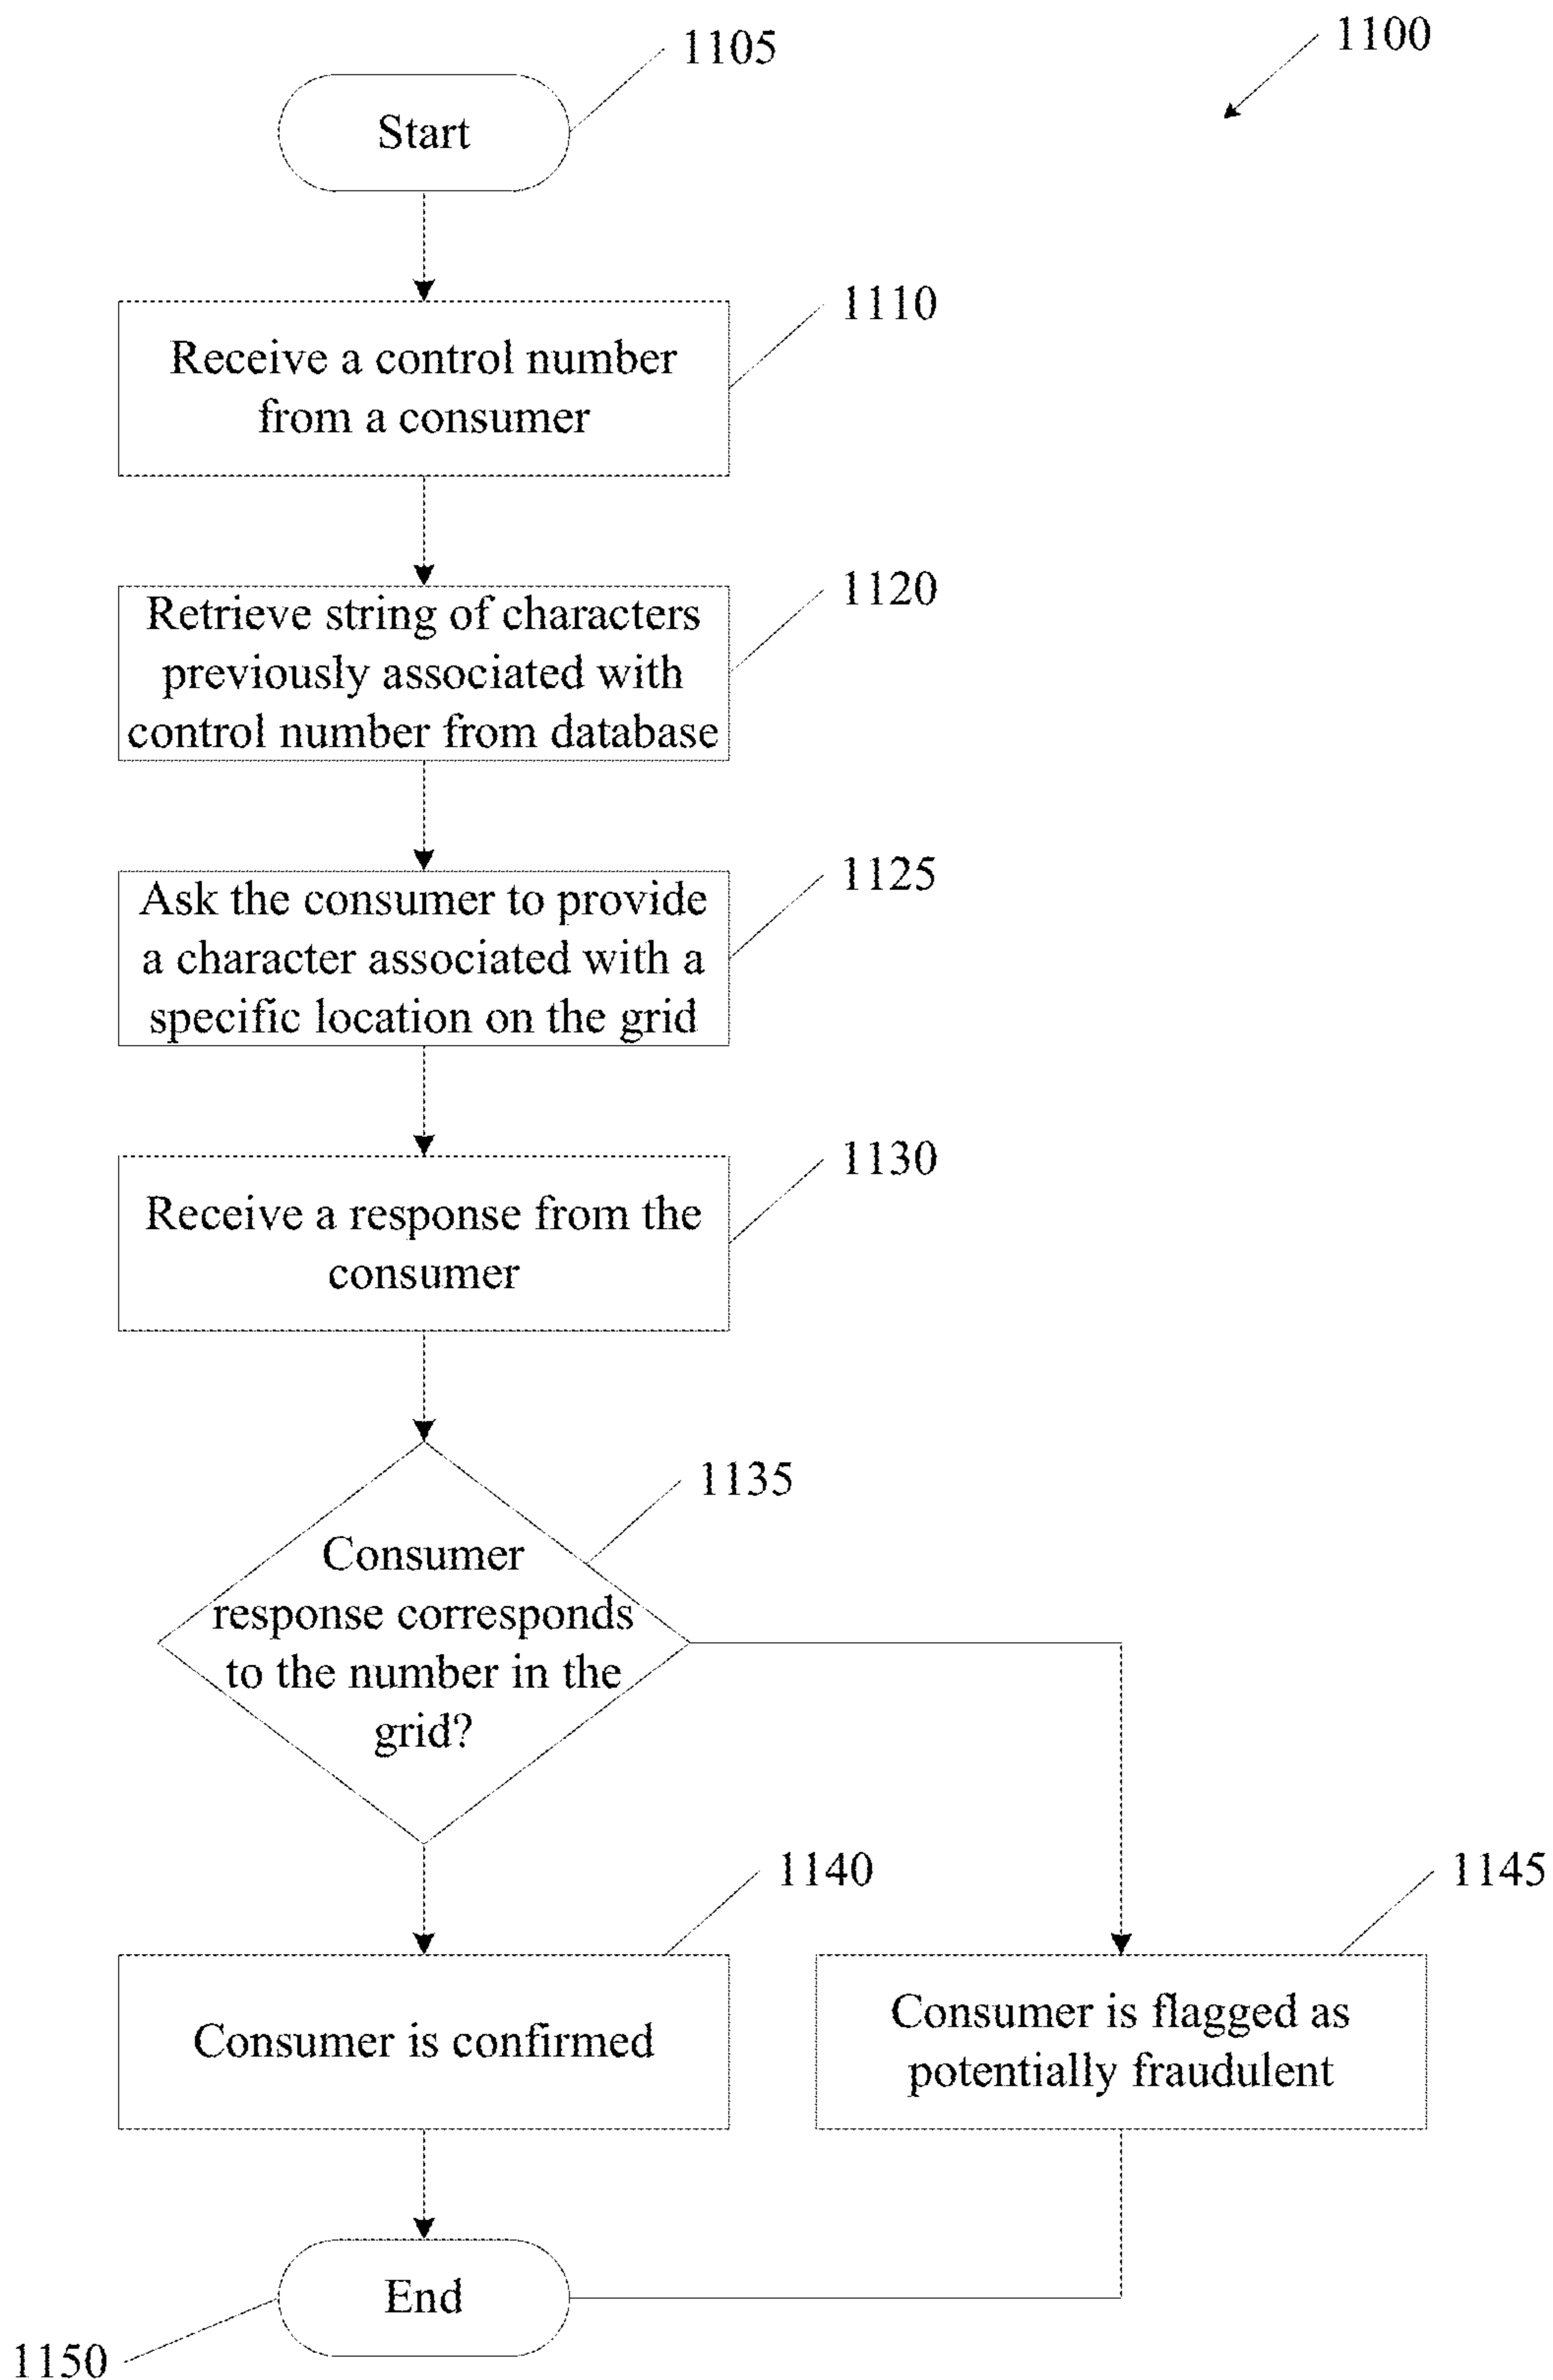 1100
1105
Start
1110
Receive a control number
from a consumer
1120
Retrieve string of characters
previously associated with
control number from database
1125
Ask the consumer to provide
a character associated with a
specific location on the grid
1130
Receive a response from the
consumer
1135
Consumer
response corresponds
to the number in the
grid?
1140
Consumer is confirmed
1145
Consumer is flagged as
potentially fraudulent
End
1150